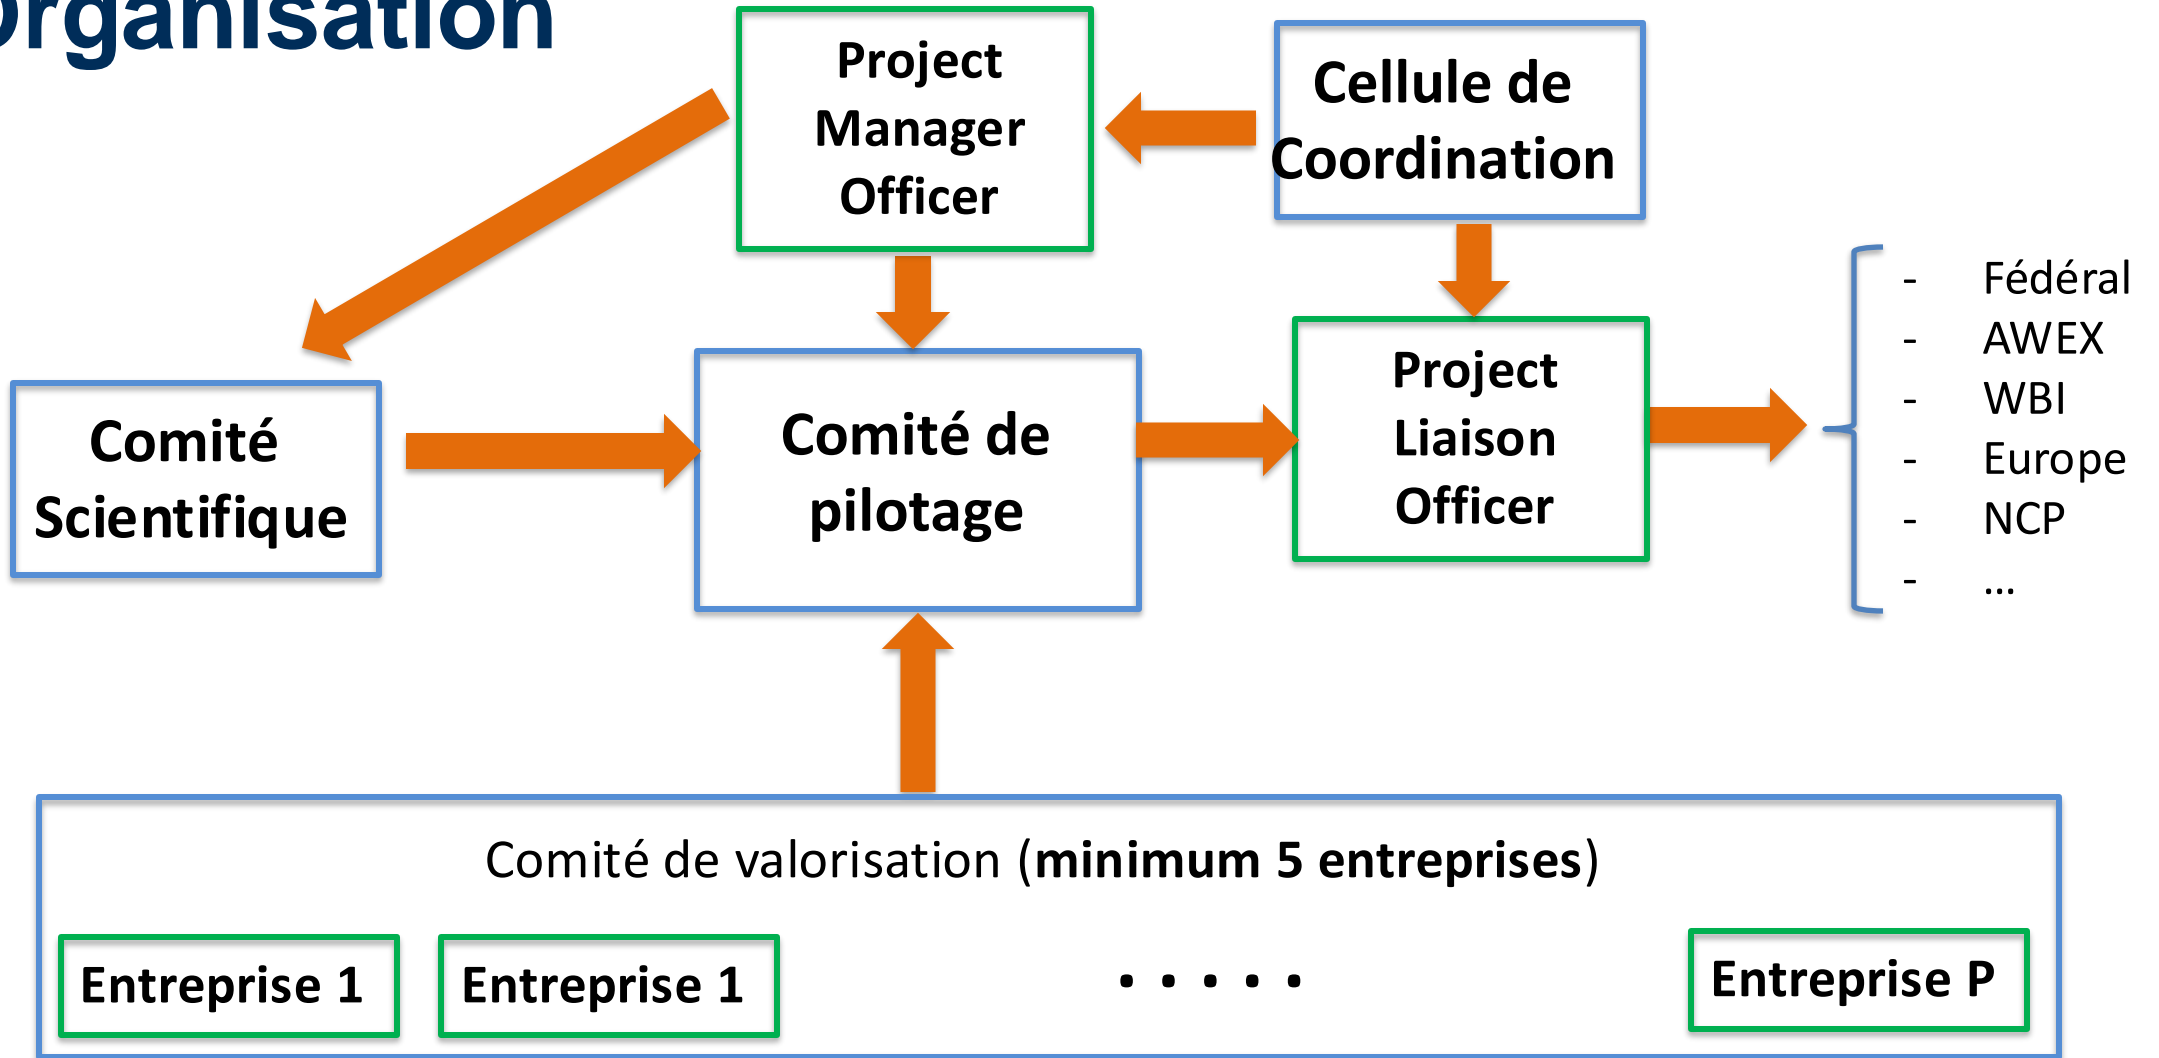 Organisation
Project
Manager
Officer
Cellule de
Coordination
- Fédéral
- AWEX
- WBI
- Europe
- NCP
- ...
Comité
Scientifique
Comité de
pilotage
Project
Liaison
Officer
Comité de valorisation (minimum 5 entreprises)
Entreprise 1
Entreprise 1
. . . . .
Entreprise P